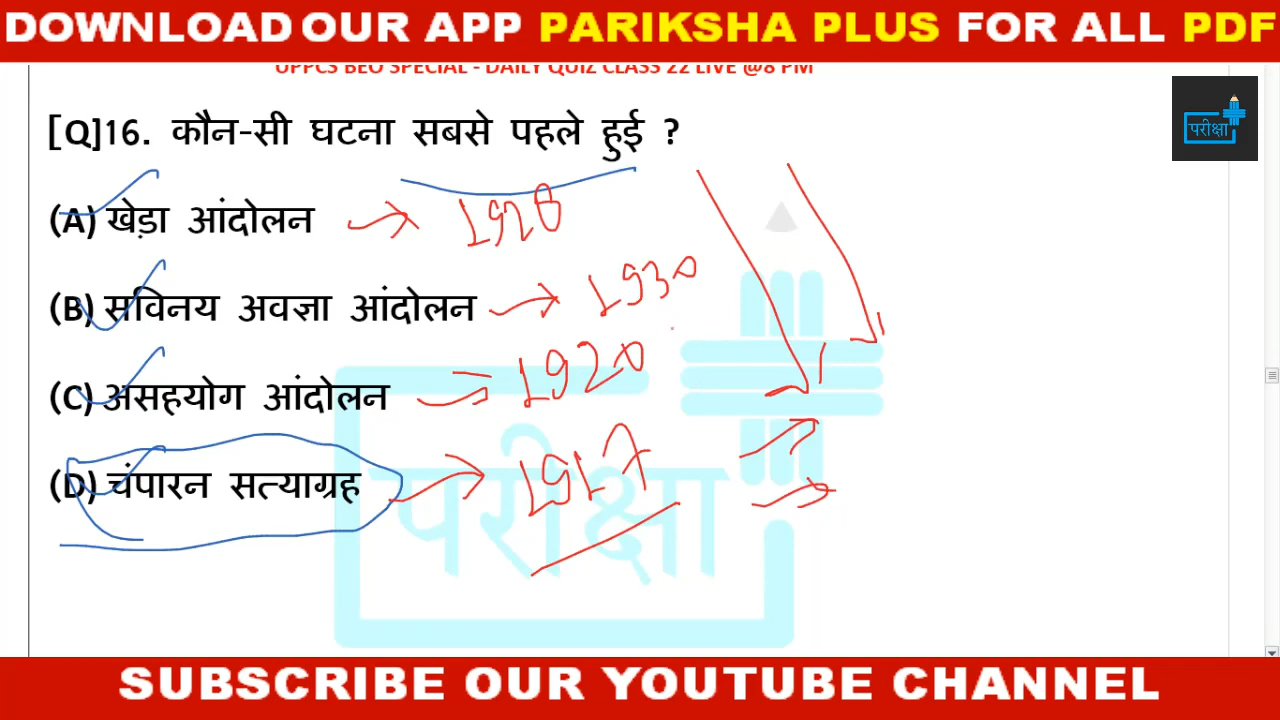 DOWNLOAD OUR APP PARIKSHA PLUS FOR ALL PDF
UPPCS BEO SPECIAL - DAILY QUIZ CLASS 22 LIVE @8 PM
परीक्षा
[Q]16. कौन-सी घटना सबसे पहले हुई ?
(A) खेड़ा आंदोलन → 1928
(B) सविनय अवज्ञा आंदोलन → 1930
(C) असहयोग आंदोलन → 1920
(D) चंपारन सत्याग्रह → 1917
परीक्षा
SUBSCRIBE OUR YOUTUBE CHANNEL